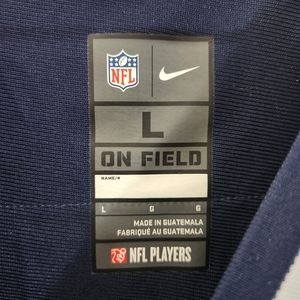 NFL
L
ON FIELD
NAME/#
L G G
MADE IN GUATEMALA
FABRIQUÉ AU GUATEMALA
NFL PLAYERS